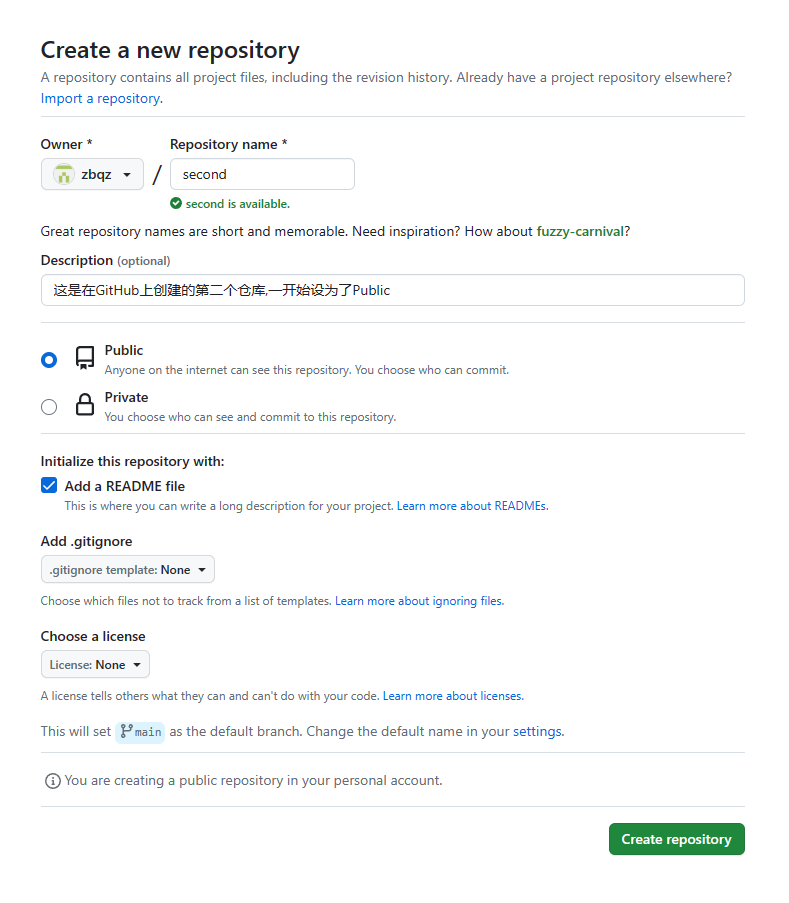 Create a new repository
A repository contains all project files, including the revision history. Already have a project repository elsewhere?
Import a repository.
Owner * Repository name *
zbqz / second
second is available.
Great repository names are short and memorable. Need inspiration? How about fuzzy-carnival?
Description (optional)
这是在GitHub上创建的第二个仓库,一开始设为了Public
Public
Anyone on the internet can see this repository. You choose who can commit.
Private
You choose who can see and commit to this repository.
Initialize this repository with:
Add a README file
This is where you can write a long description for your project. Learn more about READMEs.
Add .gitignore
.gitignore template: None
Choose which files not to track from a list of templates. Learn more about ignoring files.
Choose a license
License: None
A license tells others what they can and can't do with your code. Learn more about licenses.
This will set main as the default branch. Change the default name in your settings.
You are creating a public repository in your personal account.
Create repository